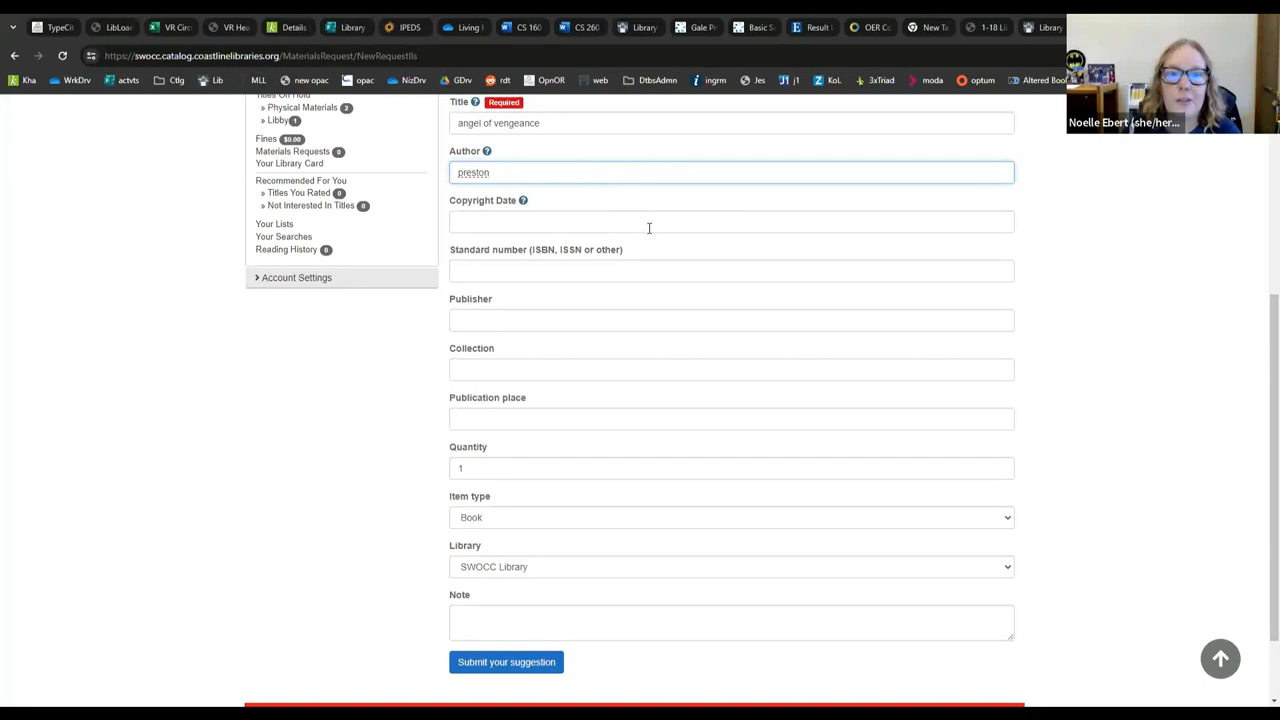 TypeCit
LibLoan
VR Circ
VR Hea
Details
Library
IPEDS
Living
CS 160
CS 260
Library
Gale Pr
Basic S
Result L
OER Co
New Ta
1-18 Li
Library
https://swocc.catalog.coastlinelibraries.org/MaterialsRequest/NewRequestIls
Kha
WrkDrv
actvts
Ctlg
Lib
MLL
new opac
opac
NizDrv
GDrv
rdt
OpnOR
web
DtbsAdmn
ingrm
Jes
j1
Kol.
3xTriad
moda
optum
Altered Book
Noelle Ebert (she/her...
Titles On Hold
» Physical Materials 2
» Libby 1
Fines $0.00
Materials Requests 0
Your Library Card
Recommended For You
» Titles You Rated 0
» Not Interested In Titles 0
Your Lists
Your Searches
Reading History 0
Account Settings
Title Required
angel of vengeance
Author
preston
Copyright Date
Standard number (ISBN, ISSN or other)
Publisher
Collection
Publication place
Quantity
1
Item type
Book
Library
SWOCC Library
Note
Submit your suggestion